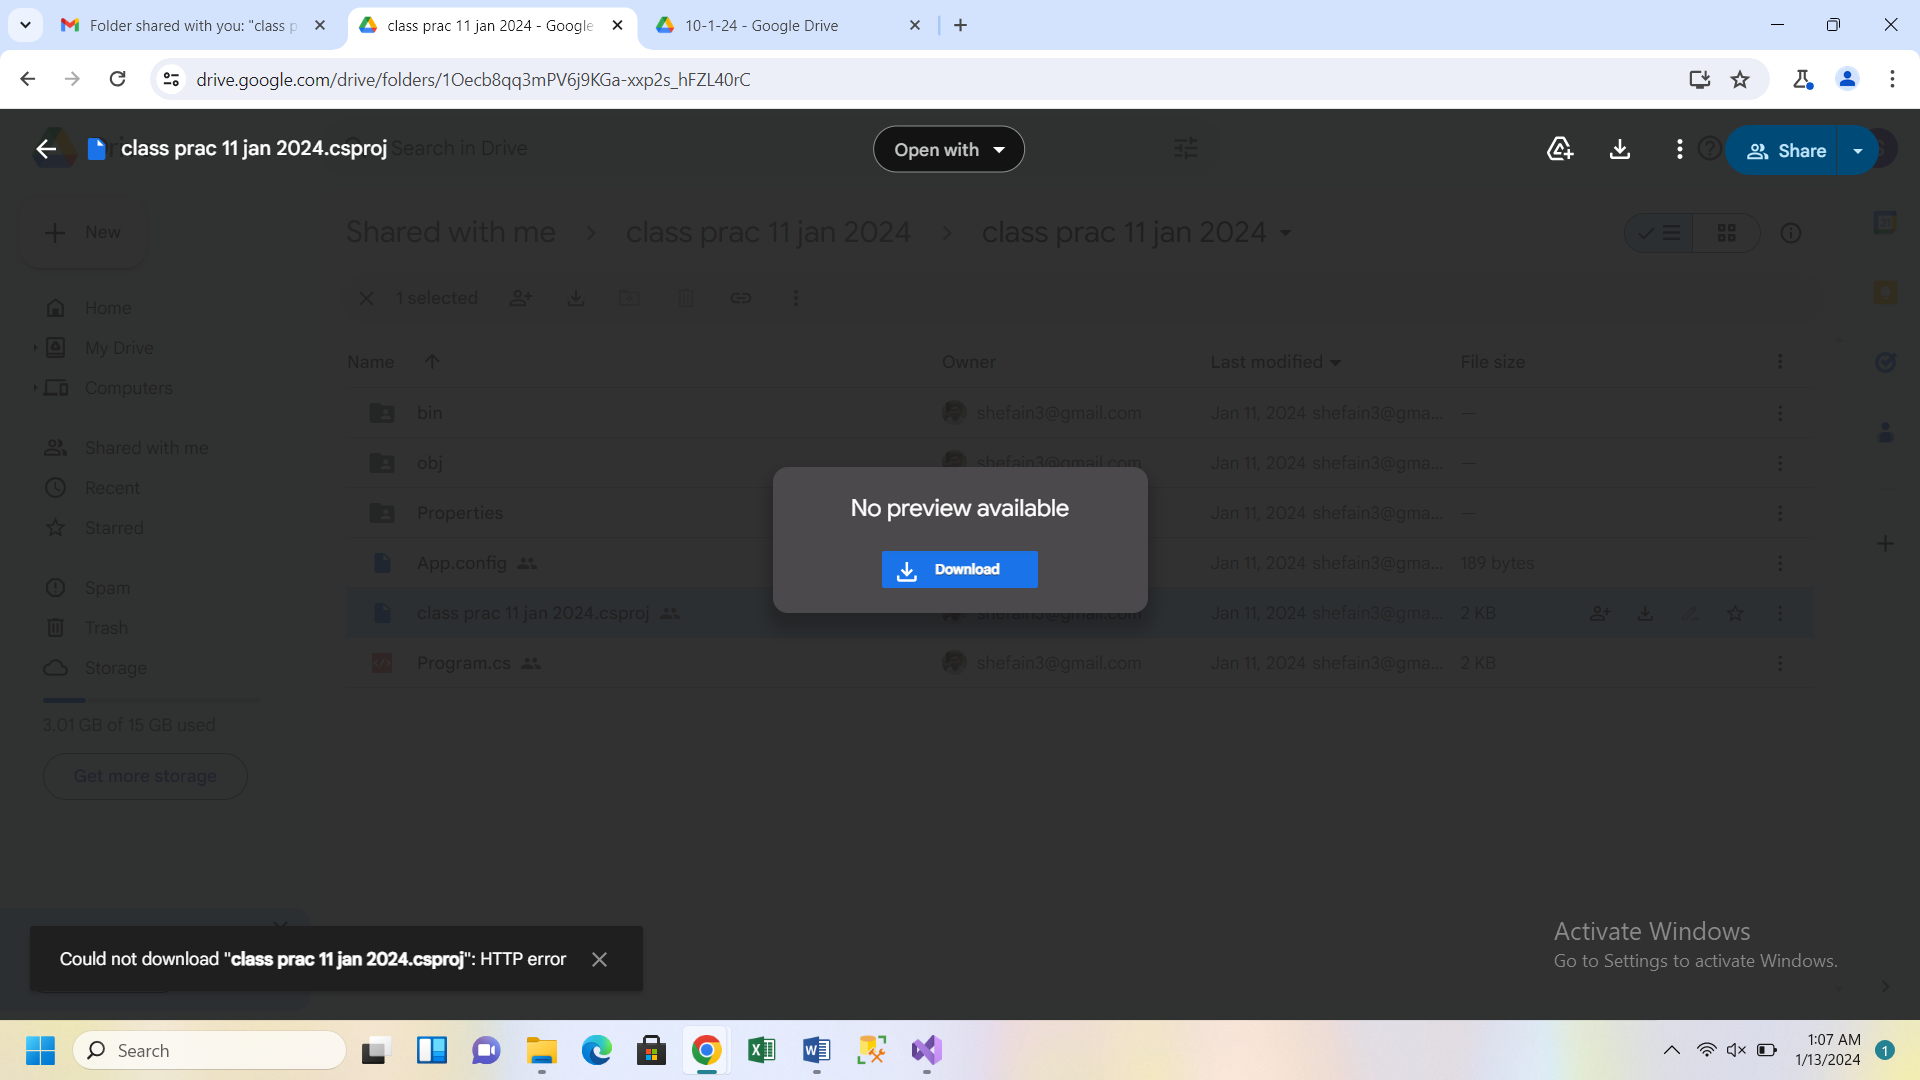 Folder shared with you: "class p
class prac 11 jan 2024 - Google
10-1-24 - Google Drive
drive.google.com/drive/folders/1Oecb8qq3mPV6j9KGa-xxp2s_hFZL40rC
class prac 11 jan 2024.csproj
Search in Drive
Open with
Share
New
Shared with me
class prac 11 jan 2024
class prac 11 jan 2024
1 selected
Home
My Drive
Computers
Shared with me
Recent
Starred
Spam
Trash
Storage
3.01 GB of 15 GB used
Get more storage
Name Owner Last modified File size
bin shefain3@gmail.com Jan 11, 2024 shefain3@gma... —
obj shefain3@gmail.com Jan 11, 2024 shefain3@gma... —
Properties Jan 11, 2024 shefain3@gma... —
App.config Jan 11, 2024 shefain3@gma... 189 bytes
class prac 11 jan 2024.csproj shefain3@gmail.com Jan 11, 2024 shefain3@gma... 2 KB
Program.cs shefain3@gmail.com Jan 11, 2024 shefain3@gma... 2 KB
No preview available
Download
Could not download "class prac 11 jan 2024.csproj": HTTP error
Activate Windows
Go to Settings to activate Windows.
Search
1:07 AM
1/13/2024
1